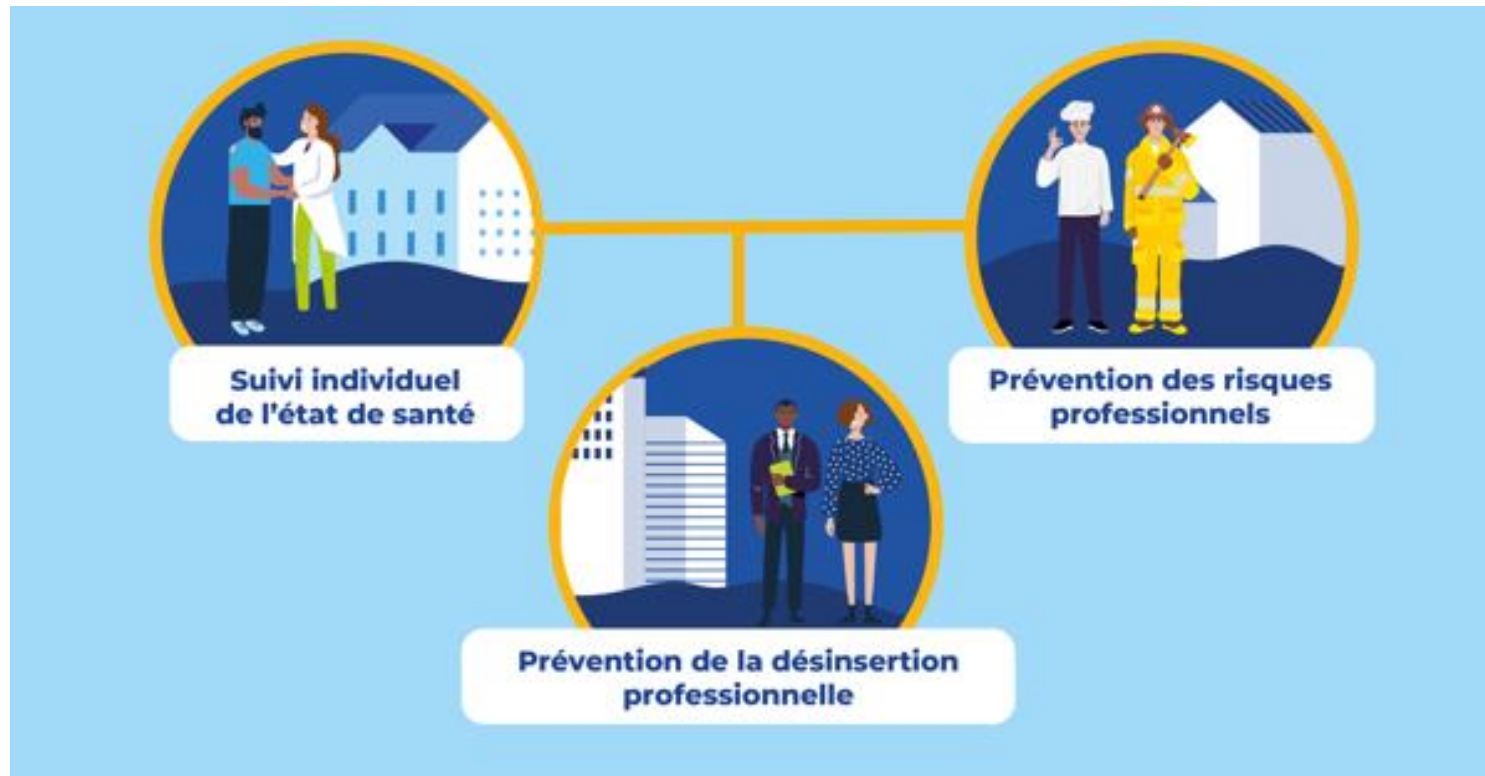 Suivi individuel
de l'état de santé
Prévention des risques
professionnels
Prévention de la désinsertion
professionnelle